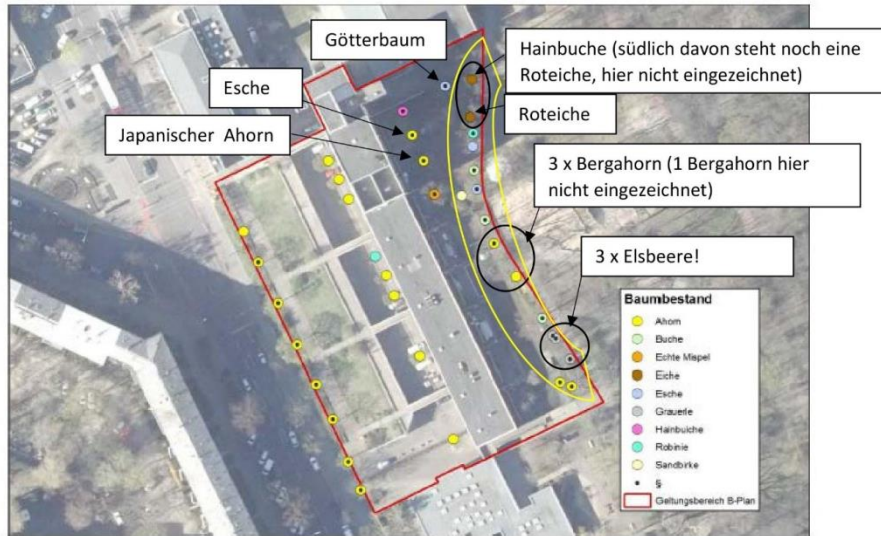 Götterbaum
Hainbuche (südlich davon steht noch eine
Roteiche, hier nicht eingezeichnet)
Esche
Roteiche
Japanischer Ahorn
3 x Bergahorn (1 Bergahorn hier
nicht eingezeichnet)
3 x Elsbeere!
Baumbestand
Ahorn
Buche
Echte Mispel
Eiche
Esche
Grauerle
Hainbuiche
Robinie
Sandbirke
§
Geltungsbereich B-Plan